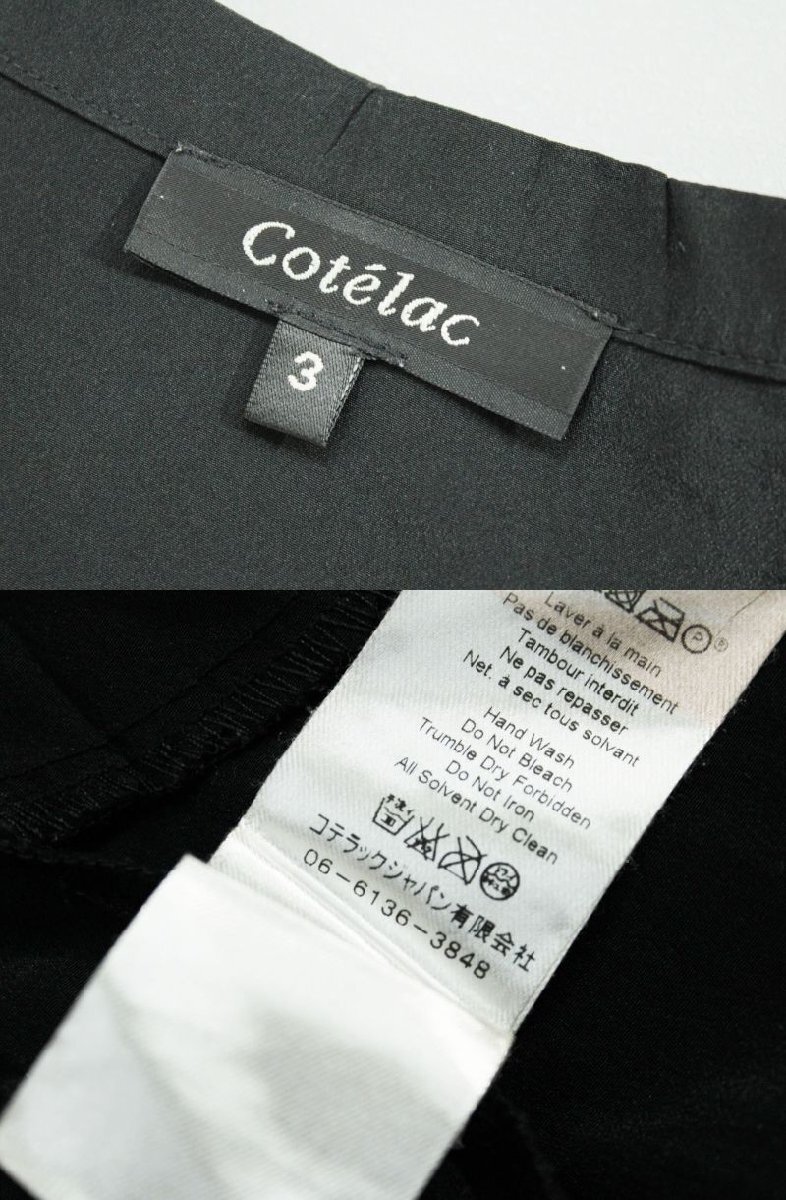 Cotélac
3
Laver à la main
Pas de blanchissement
Tambour interdit
Ne pas repasser
Net. à sec tous solvant
Hand Wash
Do Not Bleach
Trumble Dry Forbidden
Do Not Iron
All Solvent Dry Clean
コテラックジャパン有限会社
06-6136-3848